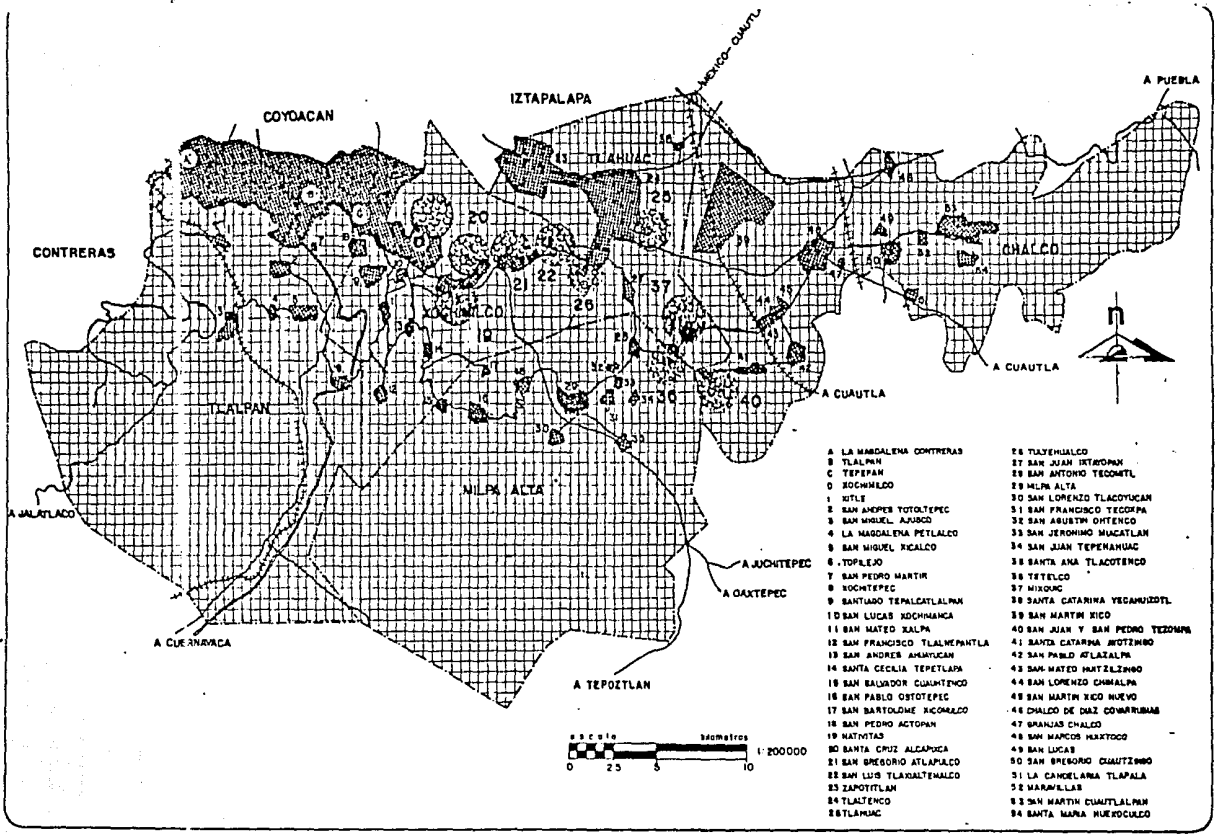 MEXICO-CUAUTL
A PUEBLA
IZTAPALAPA
COYOACAN
TLAHUAC
CONTRERAS
CHALCO
XOCHIMILCO
n
A CUAUTLA
A CUAUTLA
TLALPAN
MILPA ALTA
A JALATLACO
A JUCHITEPEC
A OAXTEPEC
A CUERNAVACA
A TEPOZTLAN
escala kilometros
1:200000
0 2.5 5 10
A LA MAGDALENA CONTRERAS
B TLALPAN
C TEPEPAN
D XOCHIMILCO
1 XITLE
2 SAN ANDRES TOTOLTEPEC
3 SAN MIGUEL AJUSCO
4 LA MAGDALENA PETLALCO
5 SAN MIGUEL XICALCO
6 TOPILEJO
7 SAN PEDRO MARTIR
8 XOCHITEPEC
9 SANTIAGO TEPALCATLALPAN
10 SAN LUCAS XOCHIMANCA
11 SAN MATEO XALPA
12 SAN FRANCISCO TLALNEPANTLA
13 SAN ANDRES AHUAYUCAN
14 SANTA CECILIA TEPETLAPA
15 SAN SALVADOR CUAUHTENCO
16 SAN PABLO OSTOTEPEC
17 SAN BARTOLOME XICOMULCO
18 SAN PEDRO ACTOPAN
19 NATIVITAS
20 SANTA CRUZ ALCAPIXCA
21 SAN GREGORIO ATLAPULCO
22 SAN LUIS TLAXIALTEMALCO
23 ZAPOTITLAN
24 TLALTENCO
25 TLAHUAC
26 TULYEHUALCO
27 SAN JUAN IXTAYOPAN
28 SAN ANTONIO TECOMITL
29 MILPA ALTA
30 SAN LORENZO TLACOYUCAN
31 SAN FRANCISCO TECOXPA
32 SAN AGUSTIN OHTENCO
33 SAN JERONIMO MIACATLAN
34 SAN JUAN TEPENAHUAC
35 SANTA ANA TLACOTENCO
36 TETELCO
37 MIXQUIC
38 SANTA CATARINA YECAHUIZOTL
39 SAN MARTIN XICO
40 SAN JUAN Y SAN PEDRO TEZOMPA
41 SANTA CATARINA AYOTZINGO
42 SAN PABLO ATLAZALPA
43 SAN MATEO HUITZILZINGO
44 SAN LORENZO CHIMALPA
45 SAN MARTIN XICO NUEVO
46 CHALCO DE DIAZ COVARRUBIAS
47 GRANJAS CHALCO
48 SAN MARCOS HUIXTOCO
49 SAN LUCAS
50 SAN GREGORIO CUAUTZINGO
51 LA CANDELARIA TLAPALA
52 MARAVILLAS
53 SAN MARTIN CUAUTLALPAN
54 SANTA MARIA HUEXOCULCO